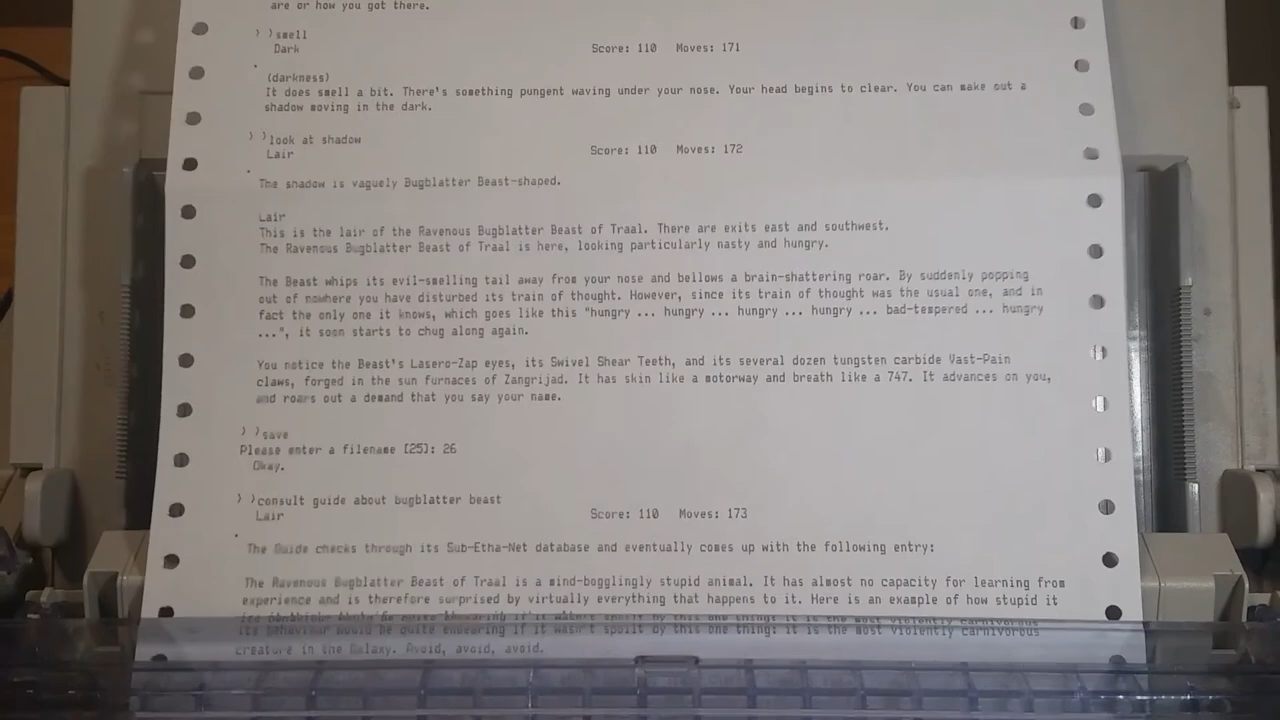 are or how you got there.
> >smell
Dark Score: 110 Moves: 171
(darkness)
It does smell a bit. There's something pungent waving under your nose. Your head begins to clear. You can make out a
shadow moving in the dark.
> >look at shadow
Lair Score: 110 Moves: 172
The shadow is vaguely Bugblatter Beast-shaped.
Lair
This is the lair of the Ravenous Bugblatter Beast of Traal. There are exits east and southwest.
The Ravenous Bugblatter Beast of Traal is here, looking particularly nasty and hungry.
The Beast whips its evil-smelling tail away from your nose and bellows a brain-shattering roar. By suddenly popping
out of nowhere you have disturbed its train of thought. However, since its train of thought was the usual one, and in
fact the only one it knows, which goes like this "hungry ... hungry ... hungry ... hungry ... bad-tempered ... hungry
...", it soon starts to chug along again.
You notice the Beast's Lasero-Zap eyes, its Swivel Shear Teeth, and its several dozen tungsten carbide Vast-Pain
claws, forged in the sun furnaces of Zangrijad. It has skin like a motorway and breath like a 747. It advances on you,
and roars out a demand that you say your name.
> >save
Please enter a filename [25]: 26
Okay.
> >consult guide about bugblatter beast
Lair Score: 110 Moves: 173
The Guide checks through its Sub-Etha-Net database and eventually comes up with the following entry:
The Ravenous Bugblatter Beast of Traal is a mind-bogglingly stupid animal. It has almost no capacity for learning from
experience and is therefore surprised by virtually everything that happens to it. Here is an example of how stupid it
its behaviour would be quite endearing if it wasn't spoilt by this one thing: it is the most violently carnivorous
creature in the Galaxy. Avoid, avoid, avoid.